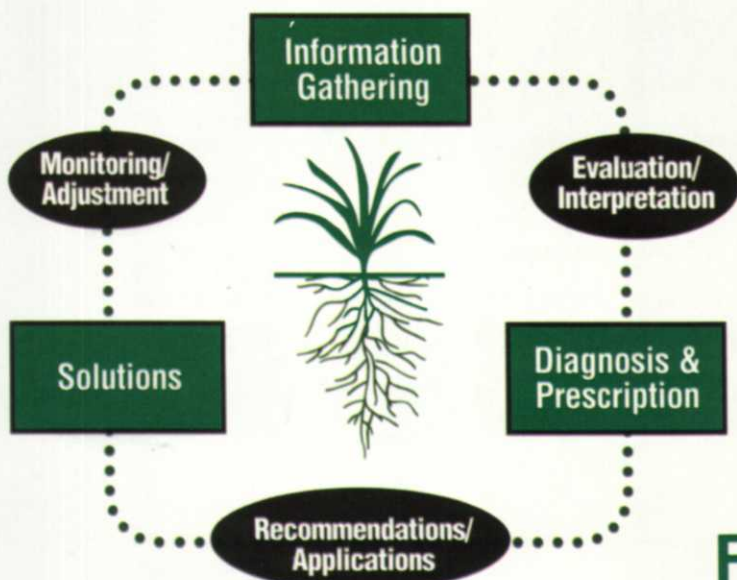 Information
Gathering
Monitoring/
Adjustment
Evaluation/
Interpretation
Solutions
Diagnosis &
Prescription
Recommendations/
Applications